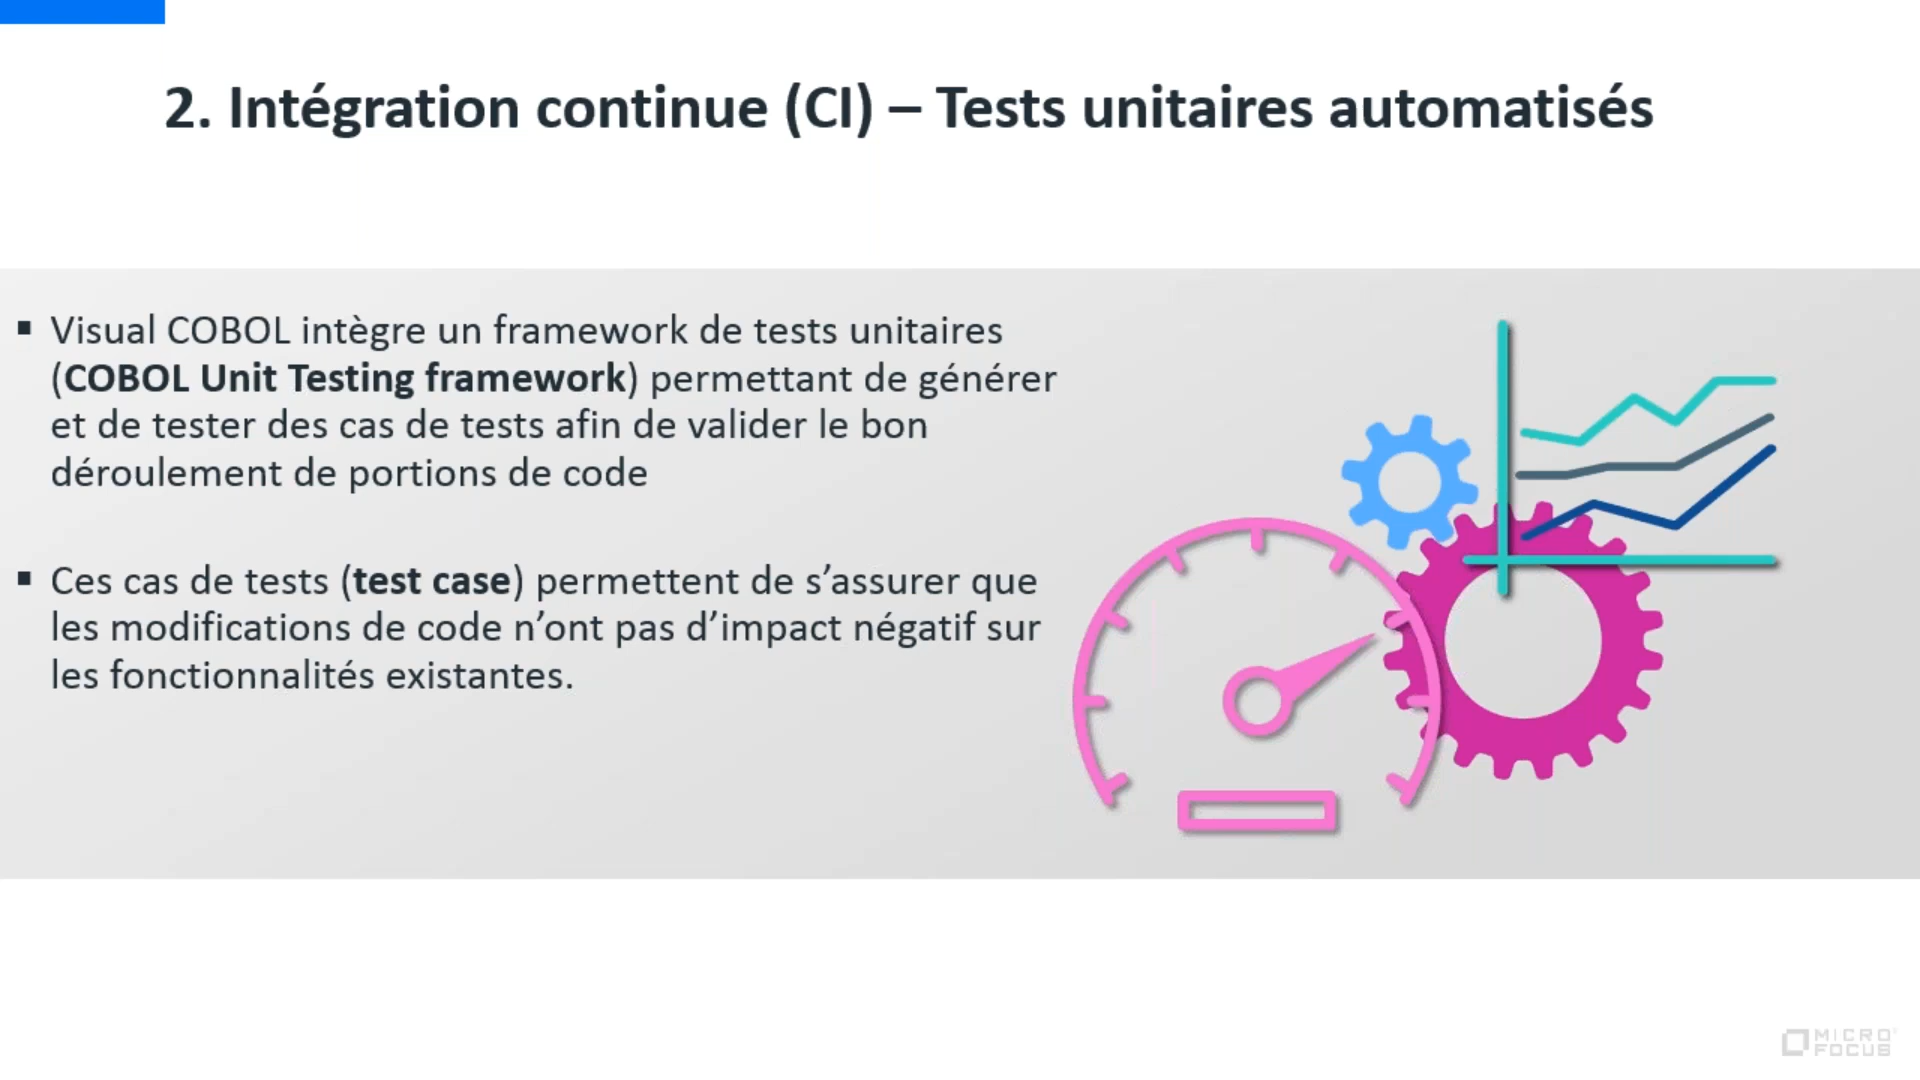 2. Intégration continue (CI) – Tests unitaires automatisés
▪ Visual COBOL intègre un framework de tests unitaires
(COBOL Unit Testing framework) permettant de générer
et de tester des cas de tests afin de valider le bon
déroulement de portions de code
▪ Ces cas de tests (test case) permettent de s’assurer que
les modifications de code n’ont pas d’impact négatif sur
les fonctionnalités existantes.
MICRO
FOCUS